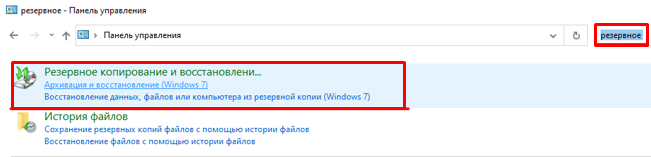 резервное - Панель управления
Панель управления
резервное
Резервное копирование и восстановлени...
Архивация и восстановление (Windows 7)
Восстановление данных, файлов или компьютера из резервной копии (Windows 7)
История файлов
Сохранение резервных копий файлов с помощью истории файлов
Восстановление файлов с помощью истории файлов